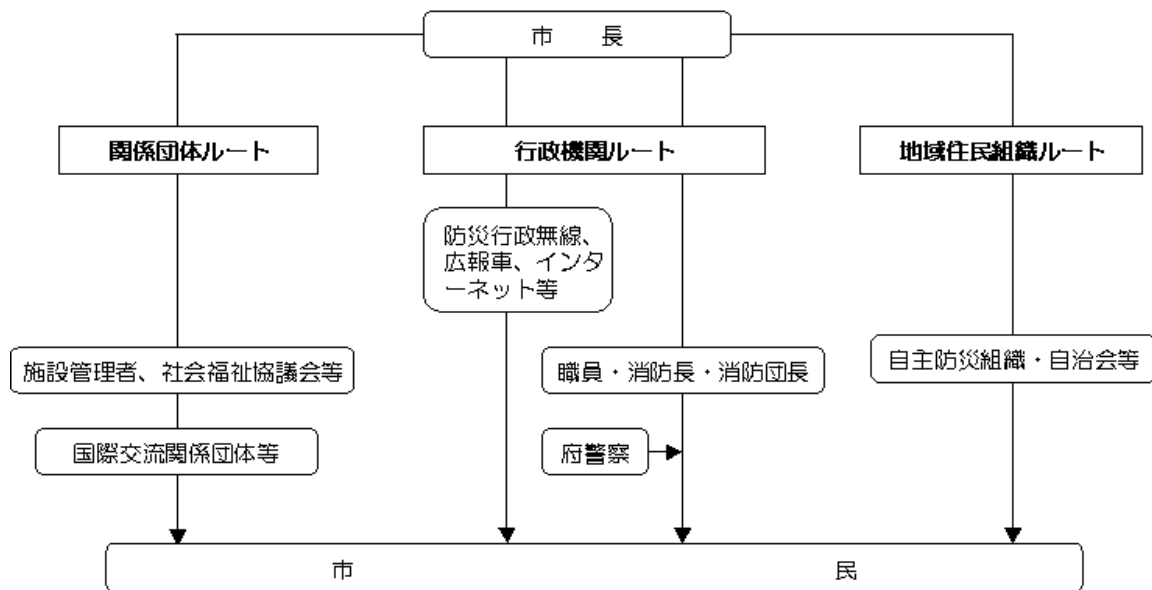 市　　長
関係団体ルート
行政機関ルート
地域住民組織ルート
防災行政無線、
広報車、インタ
ーネット等
施設管理者、社会福祉協議会等
職員・消防長・消防団長
自主防災組織・自治会等
国際交流関係団体等
府警察
市　　民